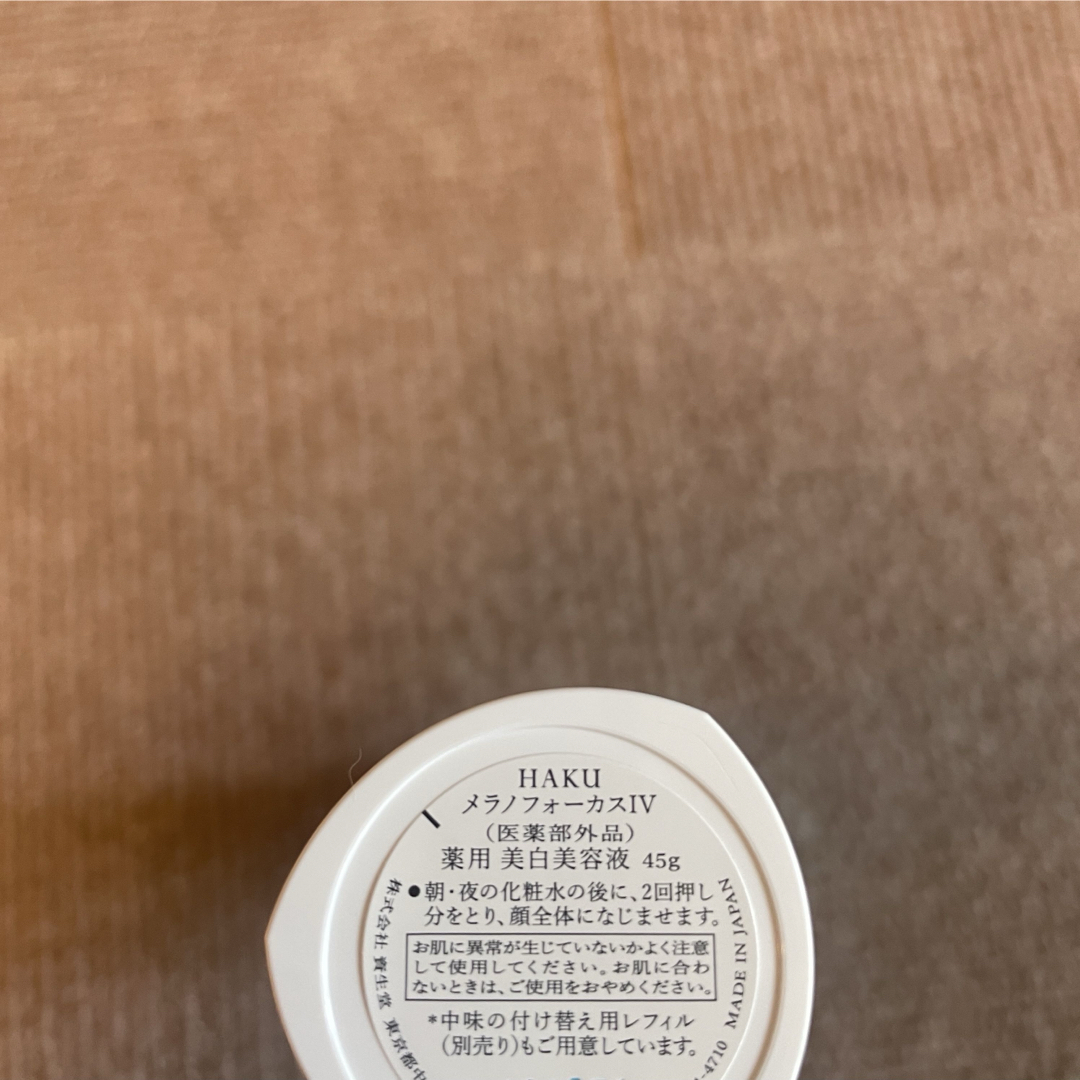 HAKU
メラノフォーカスIV
（医薬部外品）
薬用 美白美容液 45g
●朝・夜の化粧水の後に、2回押し
分をとり、顔全体になじませます。
お肌に異常が生じていないかよく注意
して使用してください。お肌に合わ
ないときは、ご使用をおやめください。
*中味の付け替え用レフィル
（別売り）もご用意しています。
株式会社 資生堂 東京都中
-4710 MADE IN JAPAN